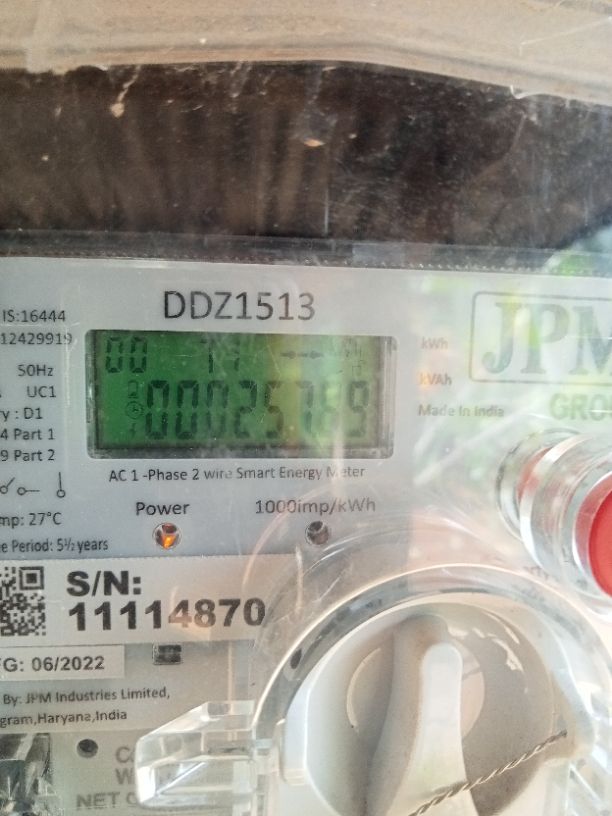 IS:16444
DDZ1513
12429919
50Hz
UC1
kWh
kVAh
JPM
: D1
4 Part 1
Made In India
GRO
9 Part 2
AC 1 -Phase 2 wire Smart Energy Meter
Power
1000imp/kWh
mp: 27°C
e Period: 5½ years
S/N:
11114870
G: 06/2022
By: JPM Industries Limited,
gram,Haryana,India
NET